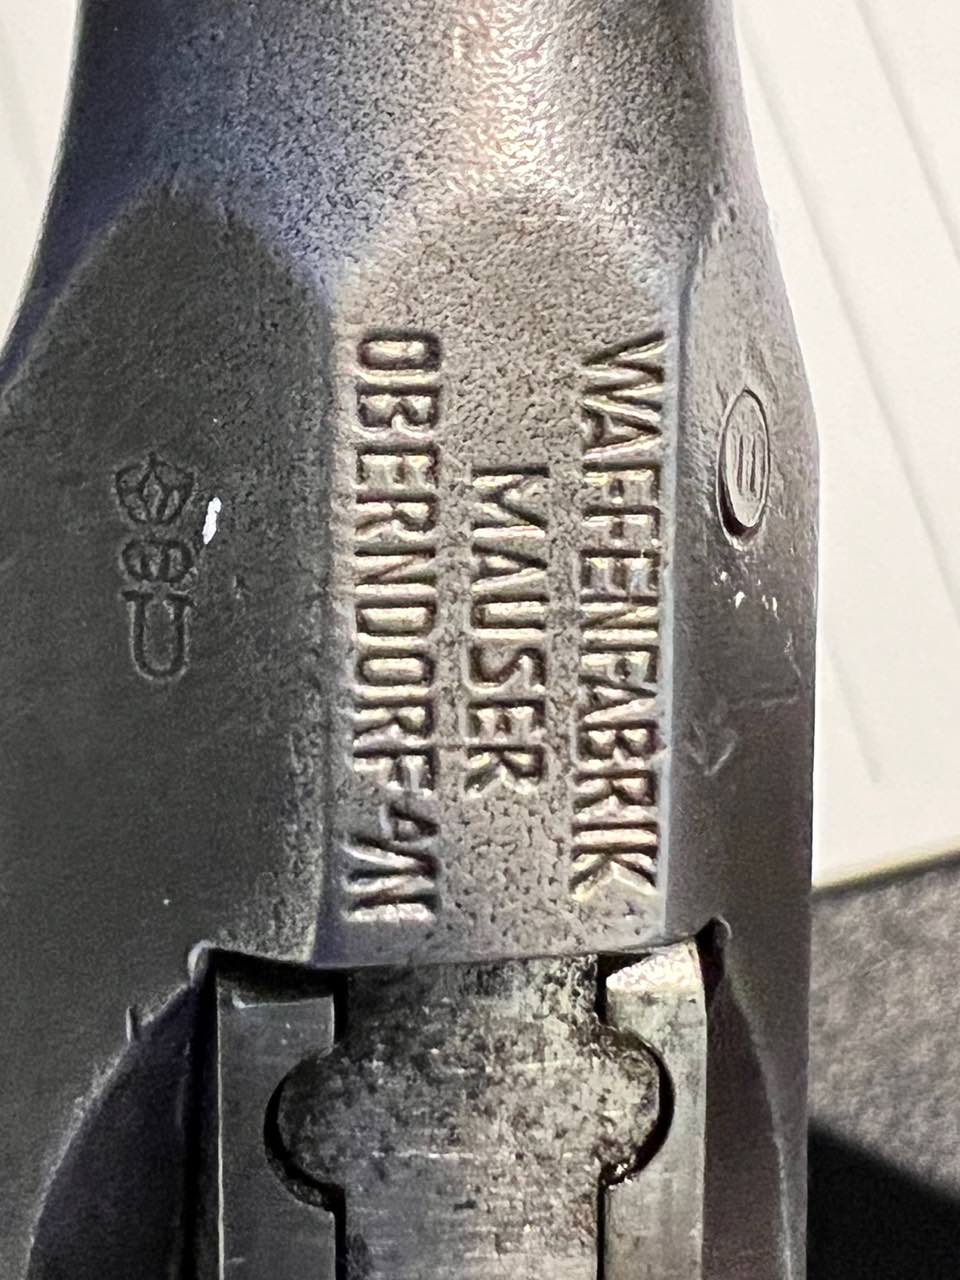 WAFFENFABRIK
MAUSER
OBERNDORF A/N
U